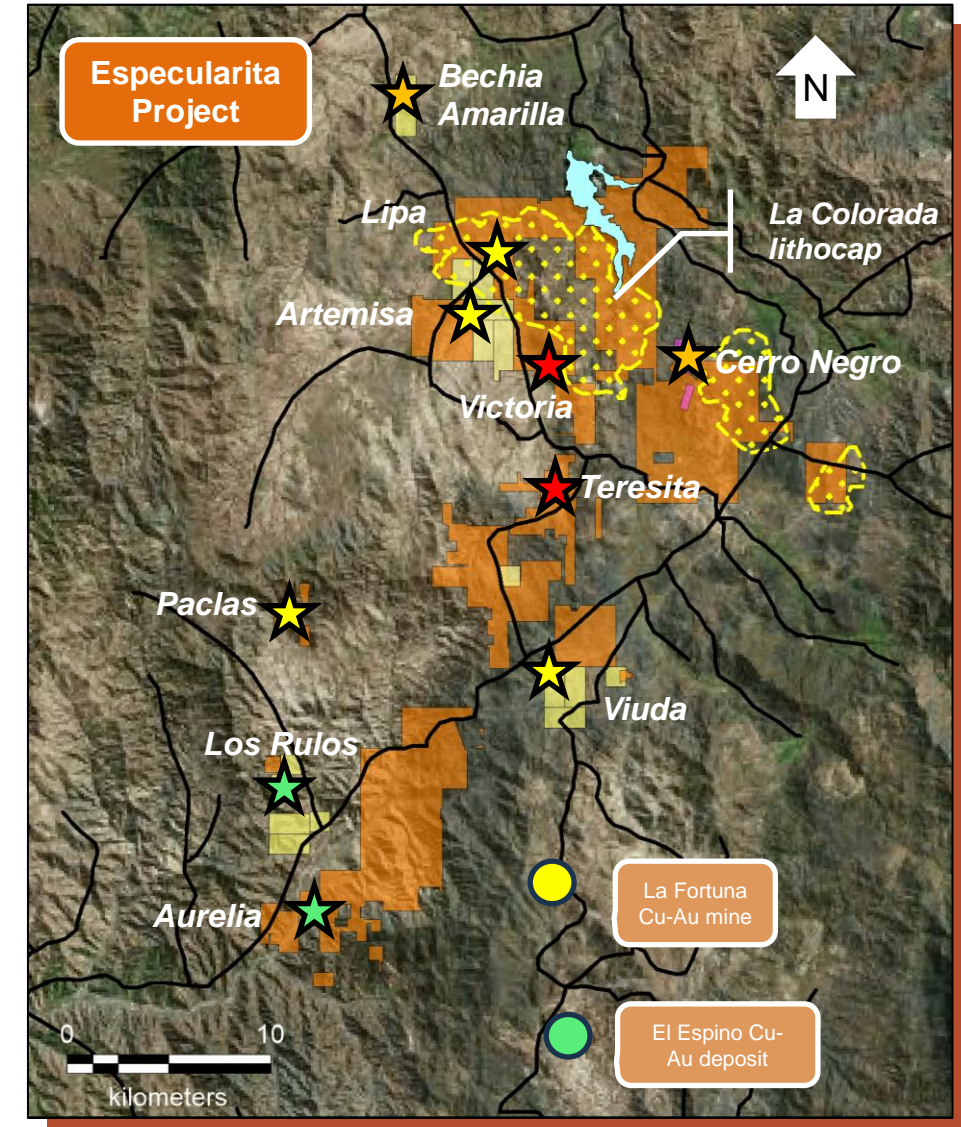 Especularita
Project
Bechia
Amarilla
N
Lipa
La Colorada
lithocap
Artemisa
Cerro Negro
Victoria
Teresita
Paclas
Viuda
Los Rulos
La Fortuna
Cu-Au mine
Aurelia
El Espino Cu-
Au deposit
0 10
kilometers